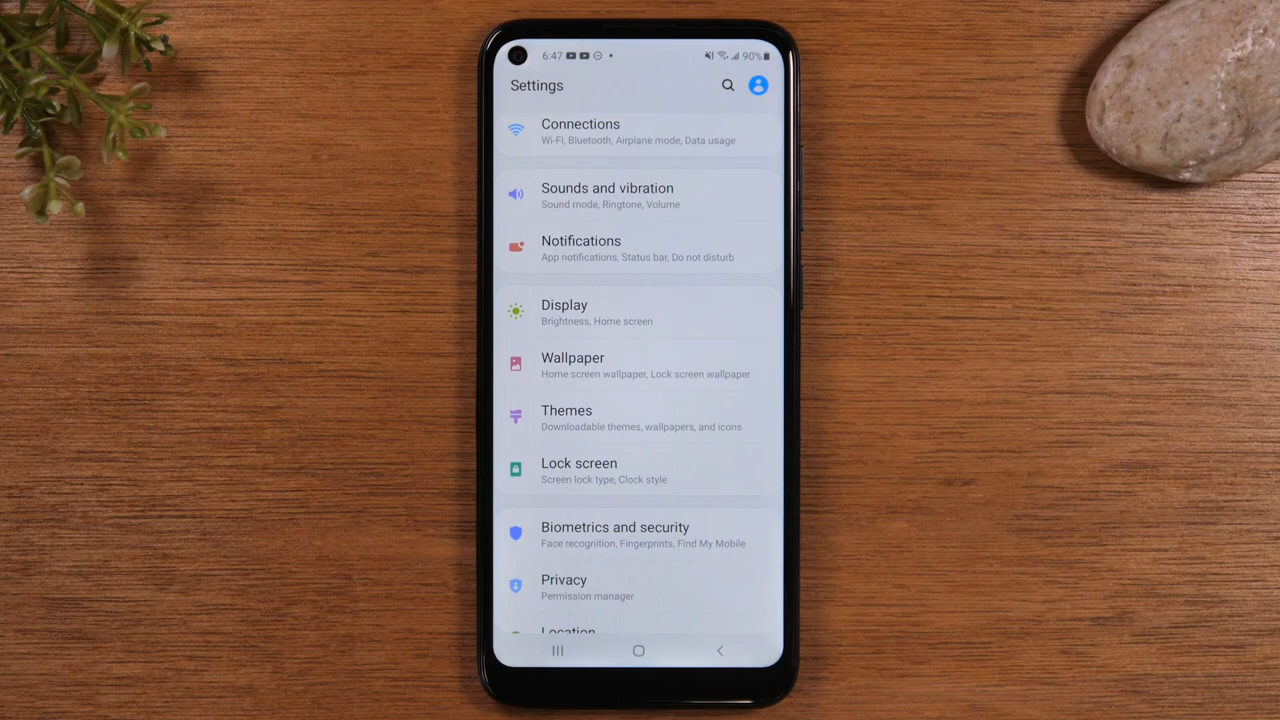 6:47 90%
Settings
Connections
Wi-Fi, Bluetooth, Airplane mode, Data usage
Sounds and vibration
Sound mode, Ringtone, Volume
Notifications
App notifications, Status bar, Do not disturb
Display
Brightness, Home screen
Wallpaper
Home screen wallpaper, Lock screen wallpaper
Themes
Downloadable themes, wallpapers, and icons
Lock screen
Screen lock type, Clock style
Biometrics and security
Face recognition, Fingerprints, Find My Mobile
Privacy
Permission manager
Location